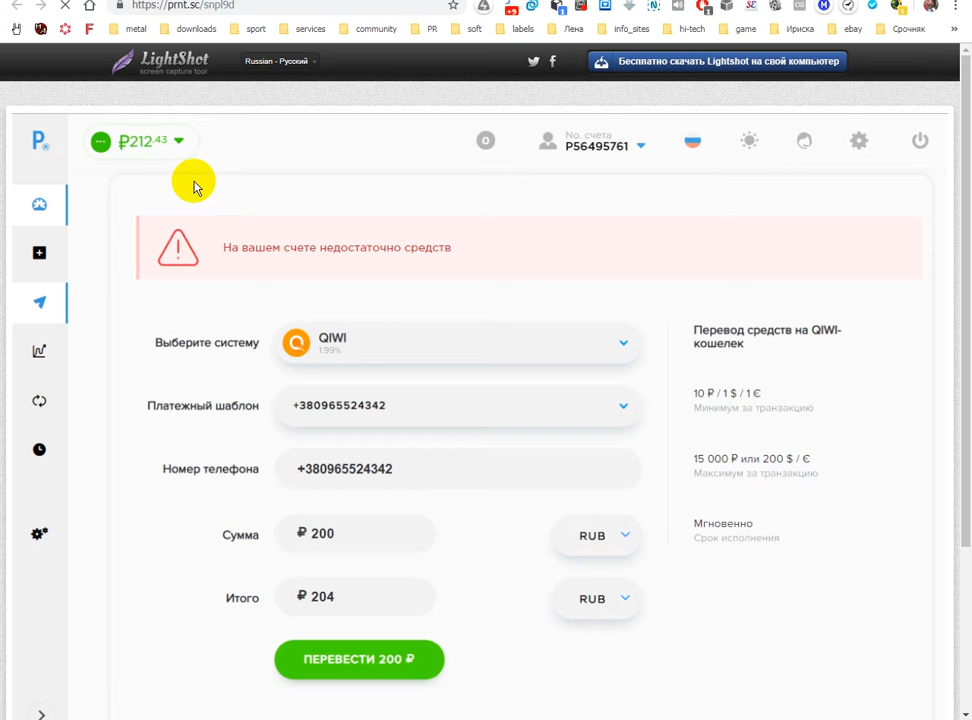 https://prnt.sc/snpl9d
metal downloads sport services community PR soft labels Лена info_sites hi-tech game Ириска ebay Срочняк »
LightShot
screen capture tool
Russian - Русский
Бесплатно скачать Lightshot на свой компьютер
P.
₽212.43
0
No. счета
P56495761
На вашем счете недостаточно средств
Выберите систему
QIWI
1.99%
Платежный шаблон
+380965524342
Номер телефона
+380965524342
Сумма
₽ 200
RUB
Итого
₽ 204
RUB
ПЕРЕВЕСТИ 200 ₽
Перевод средств на QIWI-
кошелек
10 ₽ / 1 $ / 1 €
Минимум за транзакцию
15 000 ₽ или 200 $ / €
Максимум за транзакцию
Мгновенно
Срок исполнения